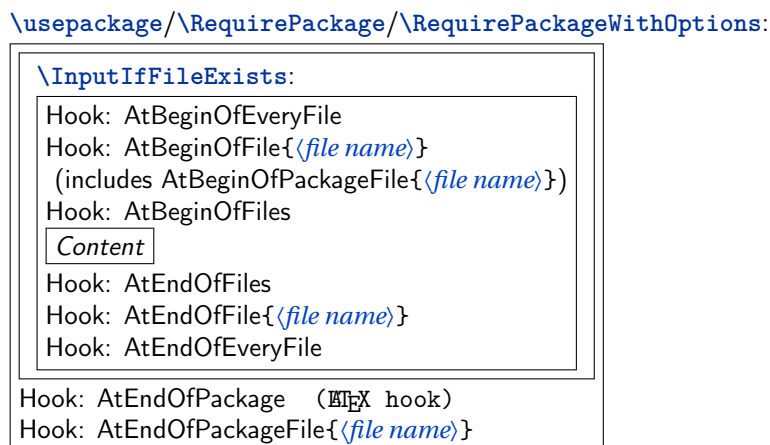 \usepackage/\RequirePackage/\RequirePackageWithOptions:
\InputIfFileExists:
Hook: AtBeginOfEveryFile
Hook: AtBeginOfFile{⟨file name⟩}
(includes AtBeginOfPackageFile{⟨file name⟩})
Hook: AtBeginOfFiles
Content
Hook: AtEndOfFiles
Hook: AtEndOfFile{⟨file name⟩}
Hook: AtEndOfEveryFile
Hook: AtEndOfPackage (LATEX hook)
Hook: AtEndOfPackageFile{⟨file name⟩}